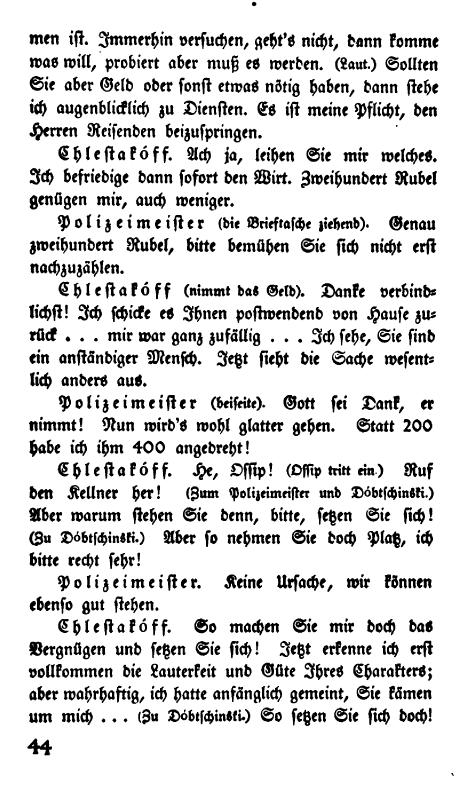 men ist. Immerhin versuchen, geht's nicht, dann komme
was will, probiert aber muß es werden. (Laut.) Sollten
Sie aber Geld oder sonst etwas nötig haben, dann stehe
ich augenblicklich zu Diensten. Es ist meine Pflicht, den
Herren Reisenden beizuspringen.
Chlestakóff. Ach ja, leihen Sie mir welches.
Ich befriedige dann sofort den Wirt. Zweihundert Rubel
genügen mir, auch weniger.
Polizeimeister (die Brieftasche ziehend). Genau
zweihundert Rubel, bitte bemühen Sie sich nicht erst
nachzuzählen.
Chlestakóff (nimmt das Geld). Danke verbind=
lichst! Ich schicke es Ihnen postwendend von Hause zu=
rück . . . mir war ganz zufällig . . . Ich sehe, Sie sind
ein anständiger Mensch. Jetzt sieht die Sache wesent=
lich anders aus.
Polizeimeister (beiseite). Gott sei Dank, er
nimmt! Nun wird's wohl glatter gehen. Statt 200
habe ich ihm 400 angedreht!
Chlestakóff. He, Ossip! (Ossip tritt ein.) Ruf
den Kellner her! (Zum Polizeimeister und Dóbtschinski.)
Aber warum stehen Sie denn, bitte, setzen Sie sich!
(Zu Dóbtschinski.) Aber so nehmen Sie doch Platz, ich
bitte recht sehr!
Polizeimeister. Keine Ursache, wir können
ebenso gut stehen.
Chlestakóff. So machen Sie mir doch das
Vergnügen und setzen Sie sich! Jetzt erkenne ich erst
vollkommen die Lauterkeit und Güte Ihres Charakters;
aber wahrhaftig, ich hatte anfänglich gemeint, Sie kämen
um mich . . . (Zu Dóbtschinski.) So setzen Sie sich doch!
44